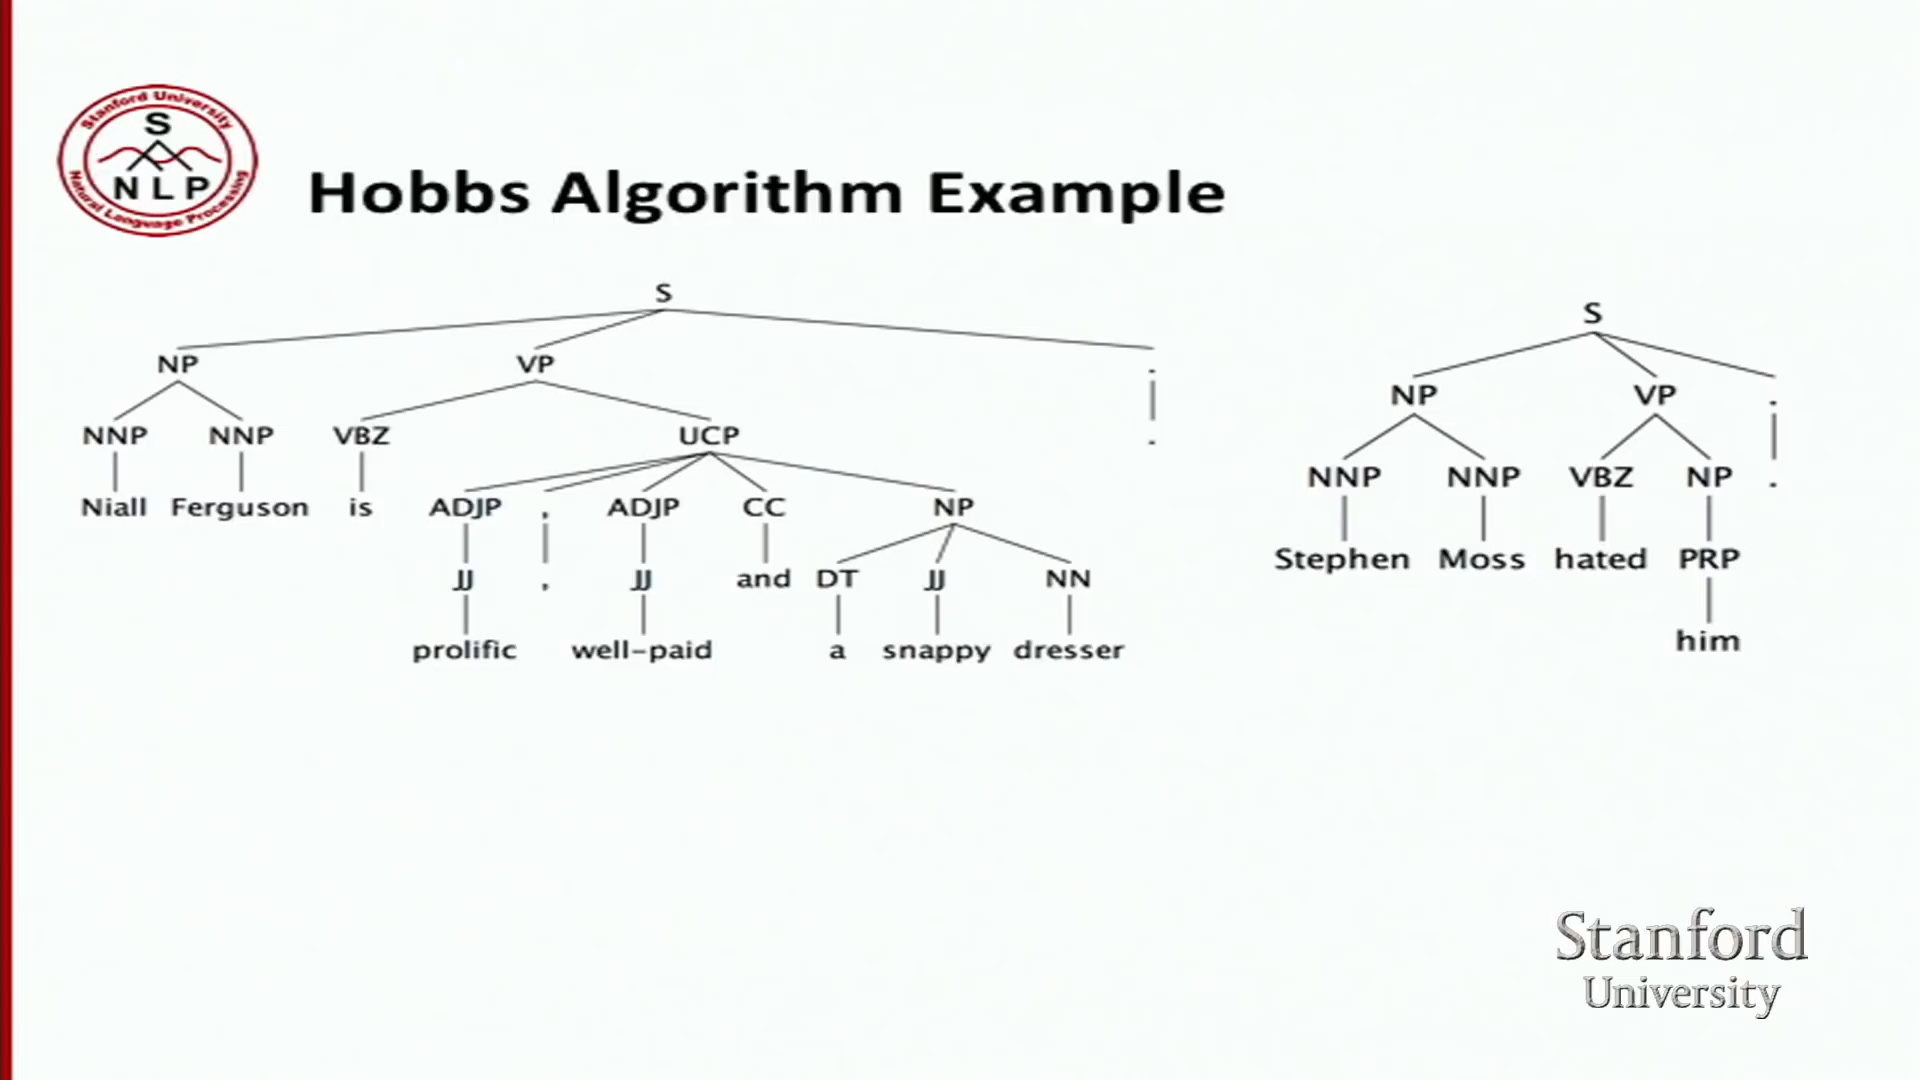 Stanford University
S
N L P
Natural Language Processing
Hobbs Algorithm Example
S
NP VP .
NNP NNP VBZ UCP .
Niall Ferguson is ADJP , ADJP CC NP
JJ , JJ and DT JJ NN
prolific well-paid a snappy dresser
S
NP VP .
NNP NNP VBZ NP .
Stephen Moss hated PRP
him
Stanford
University